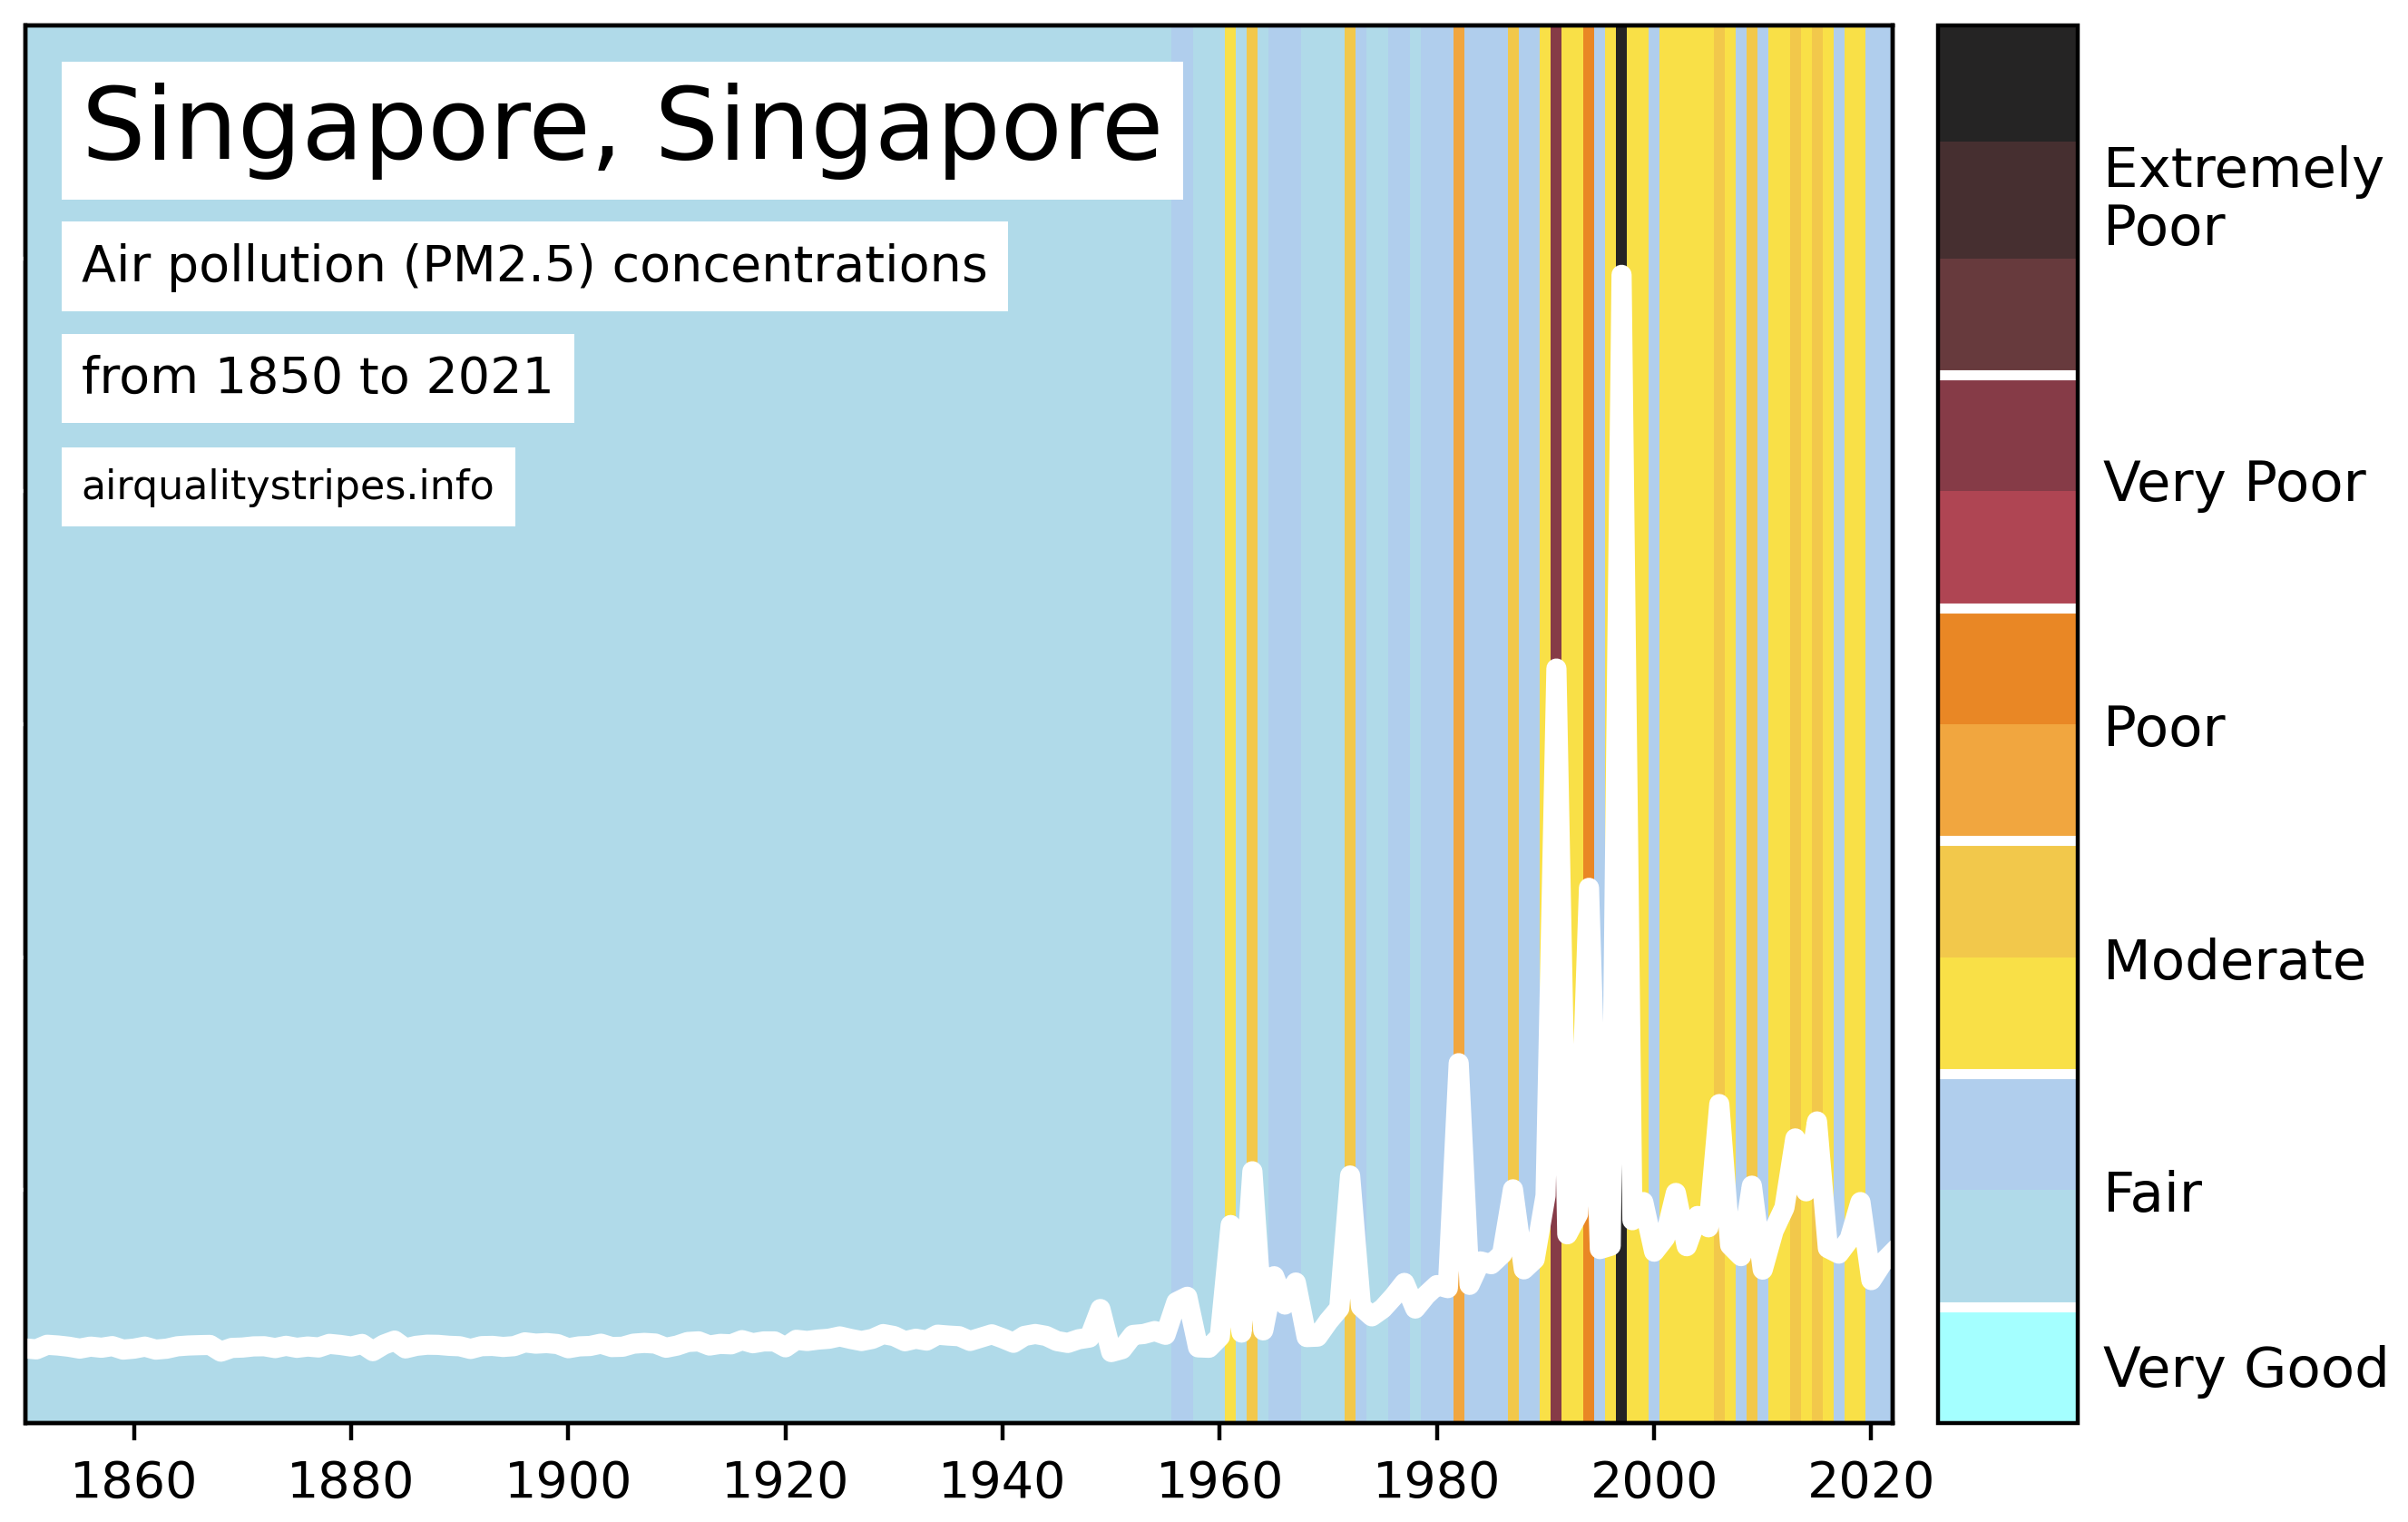 Singapore, Singapore
Air pollution (PM2.5) concentrations
from 1850 to 2021
airqualitystripes.info
Extremely
Poor
Very Poor
Poor
Moderate
Fair
Very Good
1860 1880 1900 1920 1940 1960 1980 2000 2020